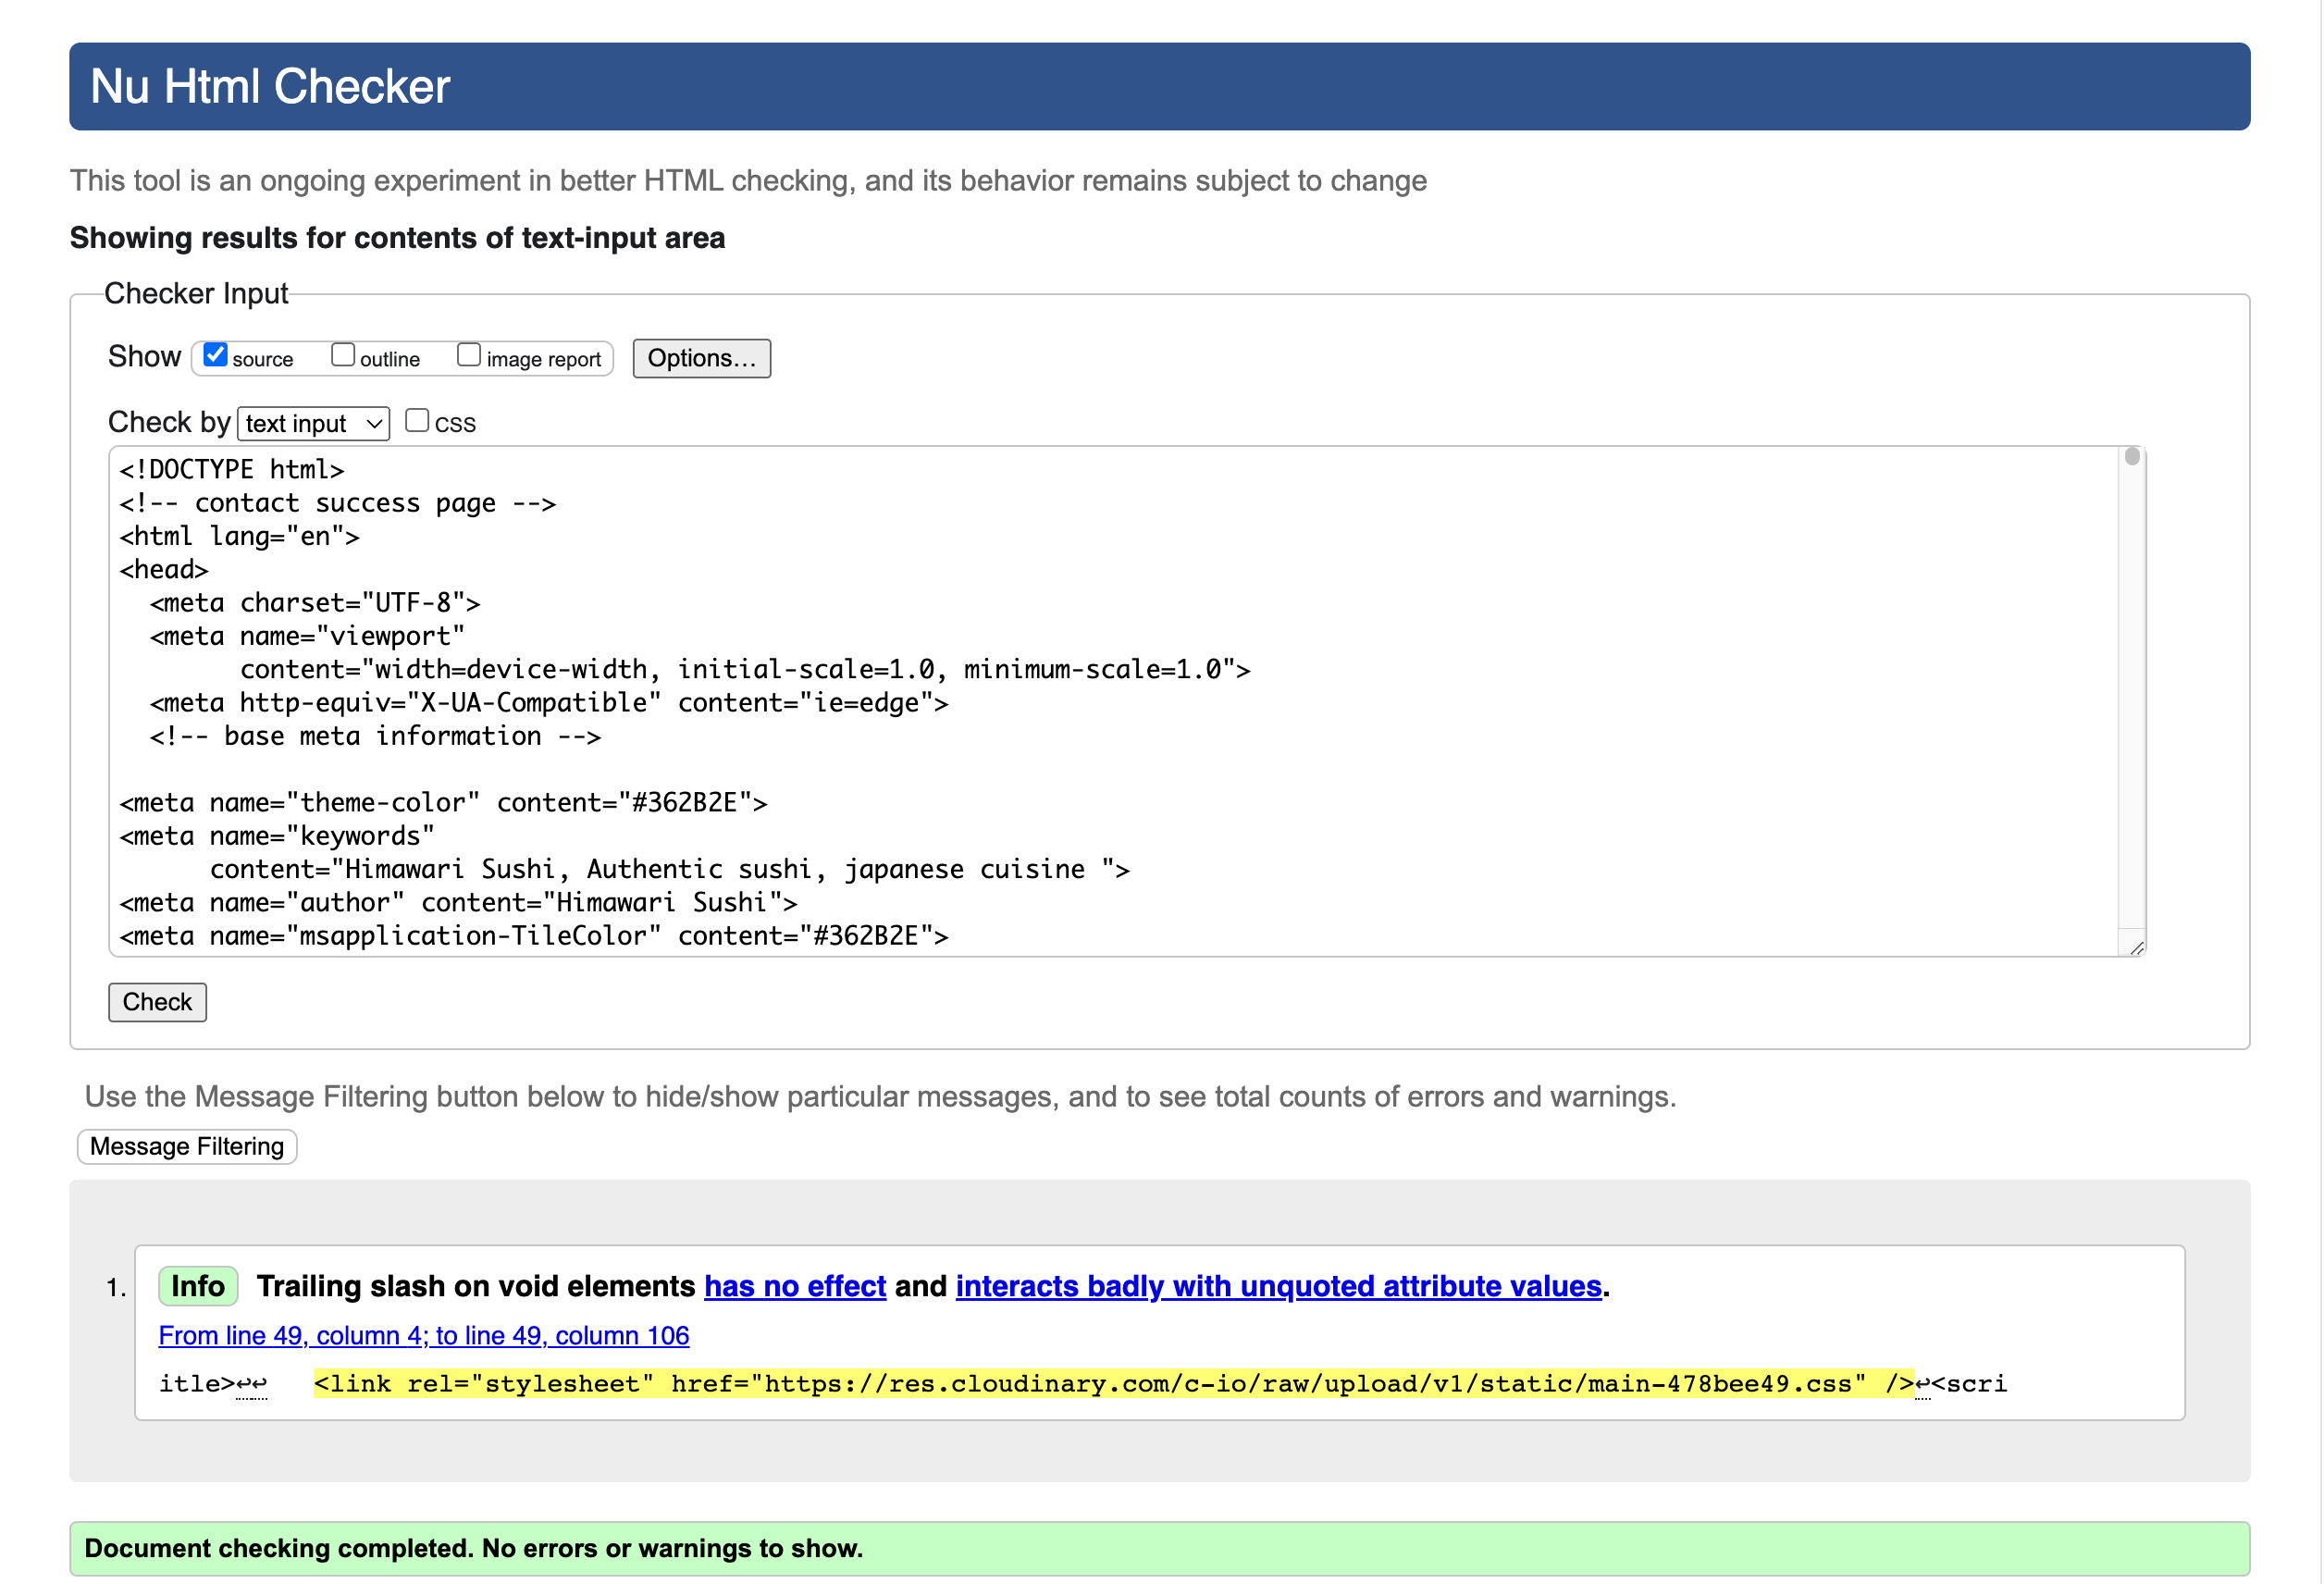 Nu Html Checker
This tool is an ongoing experiment in better HTML checking, and its behavior remains subject to change
Showing results for contents of text-input area
Checker Input
Show source outline image report Options...
Check by text input css
<!DOCTYPE html>
<!-- contact success page -->
<html lang="en">
<head>
  <meta charset="UTF-8">
  <meta name="viewport"
        content="width=device-width, initial-scale=1.0, minimum-scale=1.0">
  <meta http-equiv="X-UA-Compatible" content="ie=edge">
  <!-- base meta information -->
<meta name="theme-color" content="#362B2E">
<meta name="keywords"
      content="Himawari Sushi, Authentic sushi, japanese cuisine ">
<meta name="author" content="Himawari Sushi">
<meta name="msapplication-TileColor" content="#362B2E">
Check
Use the Message Filtering button below to hide/show particular messages, and to see total counts of errors and warnings.
Message Filtering
1. Info Trailing slash on void elements has no effect and interacts badly with unquoted attribute values.
From line 49, column 4; to line 49, column 106
itle>↩↩   <link rel="stylesheet" href="https://res.cloudinary.com/c-io/raw/upload/v1/static/main-478bee49.css" />↩<scri
Document checking completed. No errors or warnings to show.